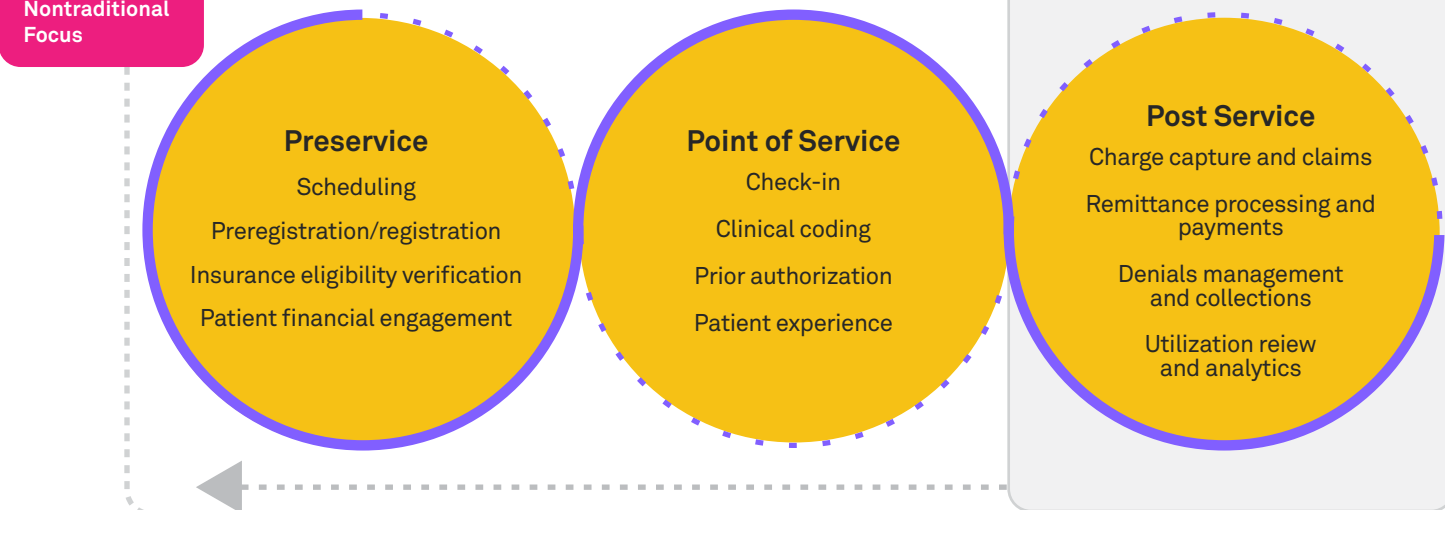 Nontraditional
Focus
Preservice
Scheduling
Preregistration/registration
Insurance eligibility verification
Patient financial engagement
Point of Service
Check-in
Clinical coding
Prior authorization
Patient experience
Post Service
Charge capture and claims
Remittance processing and
payments
Denials management
and collections
Utilization reiew
and analytics